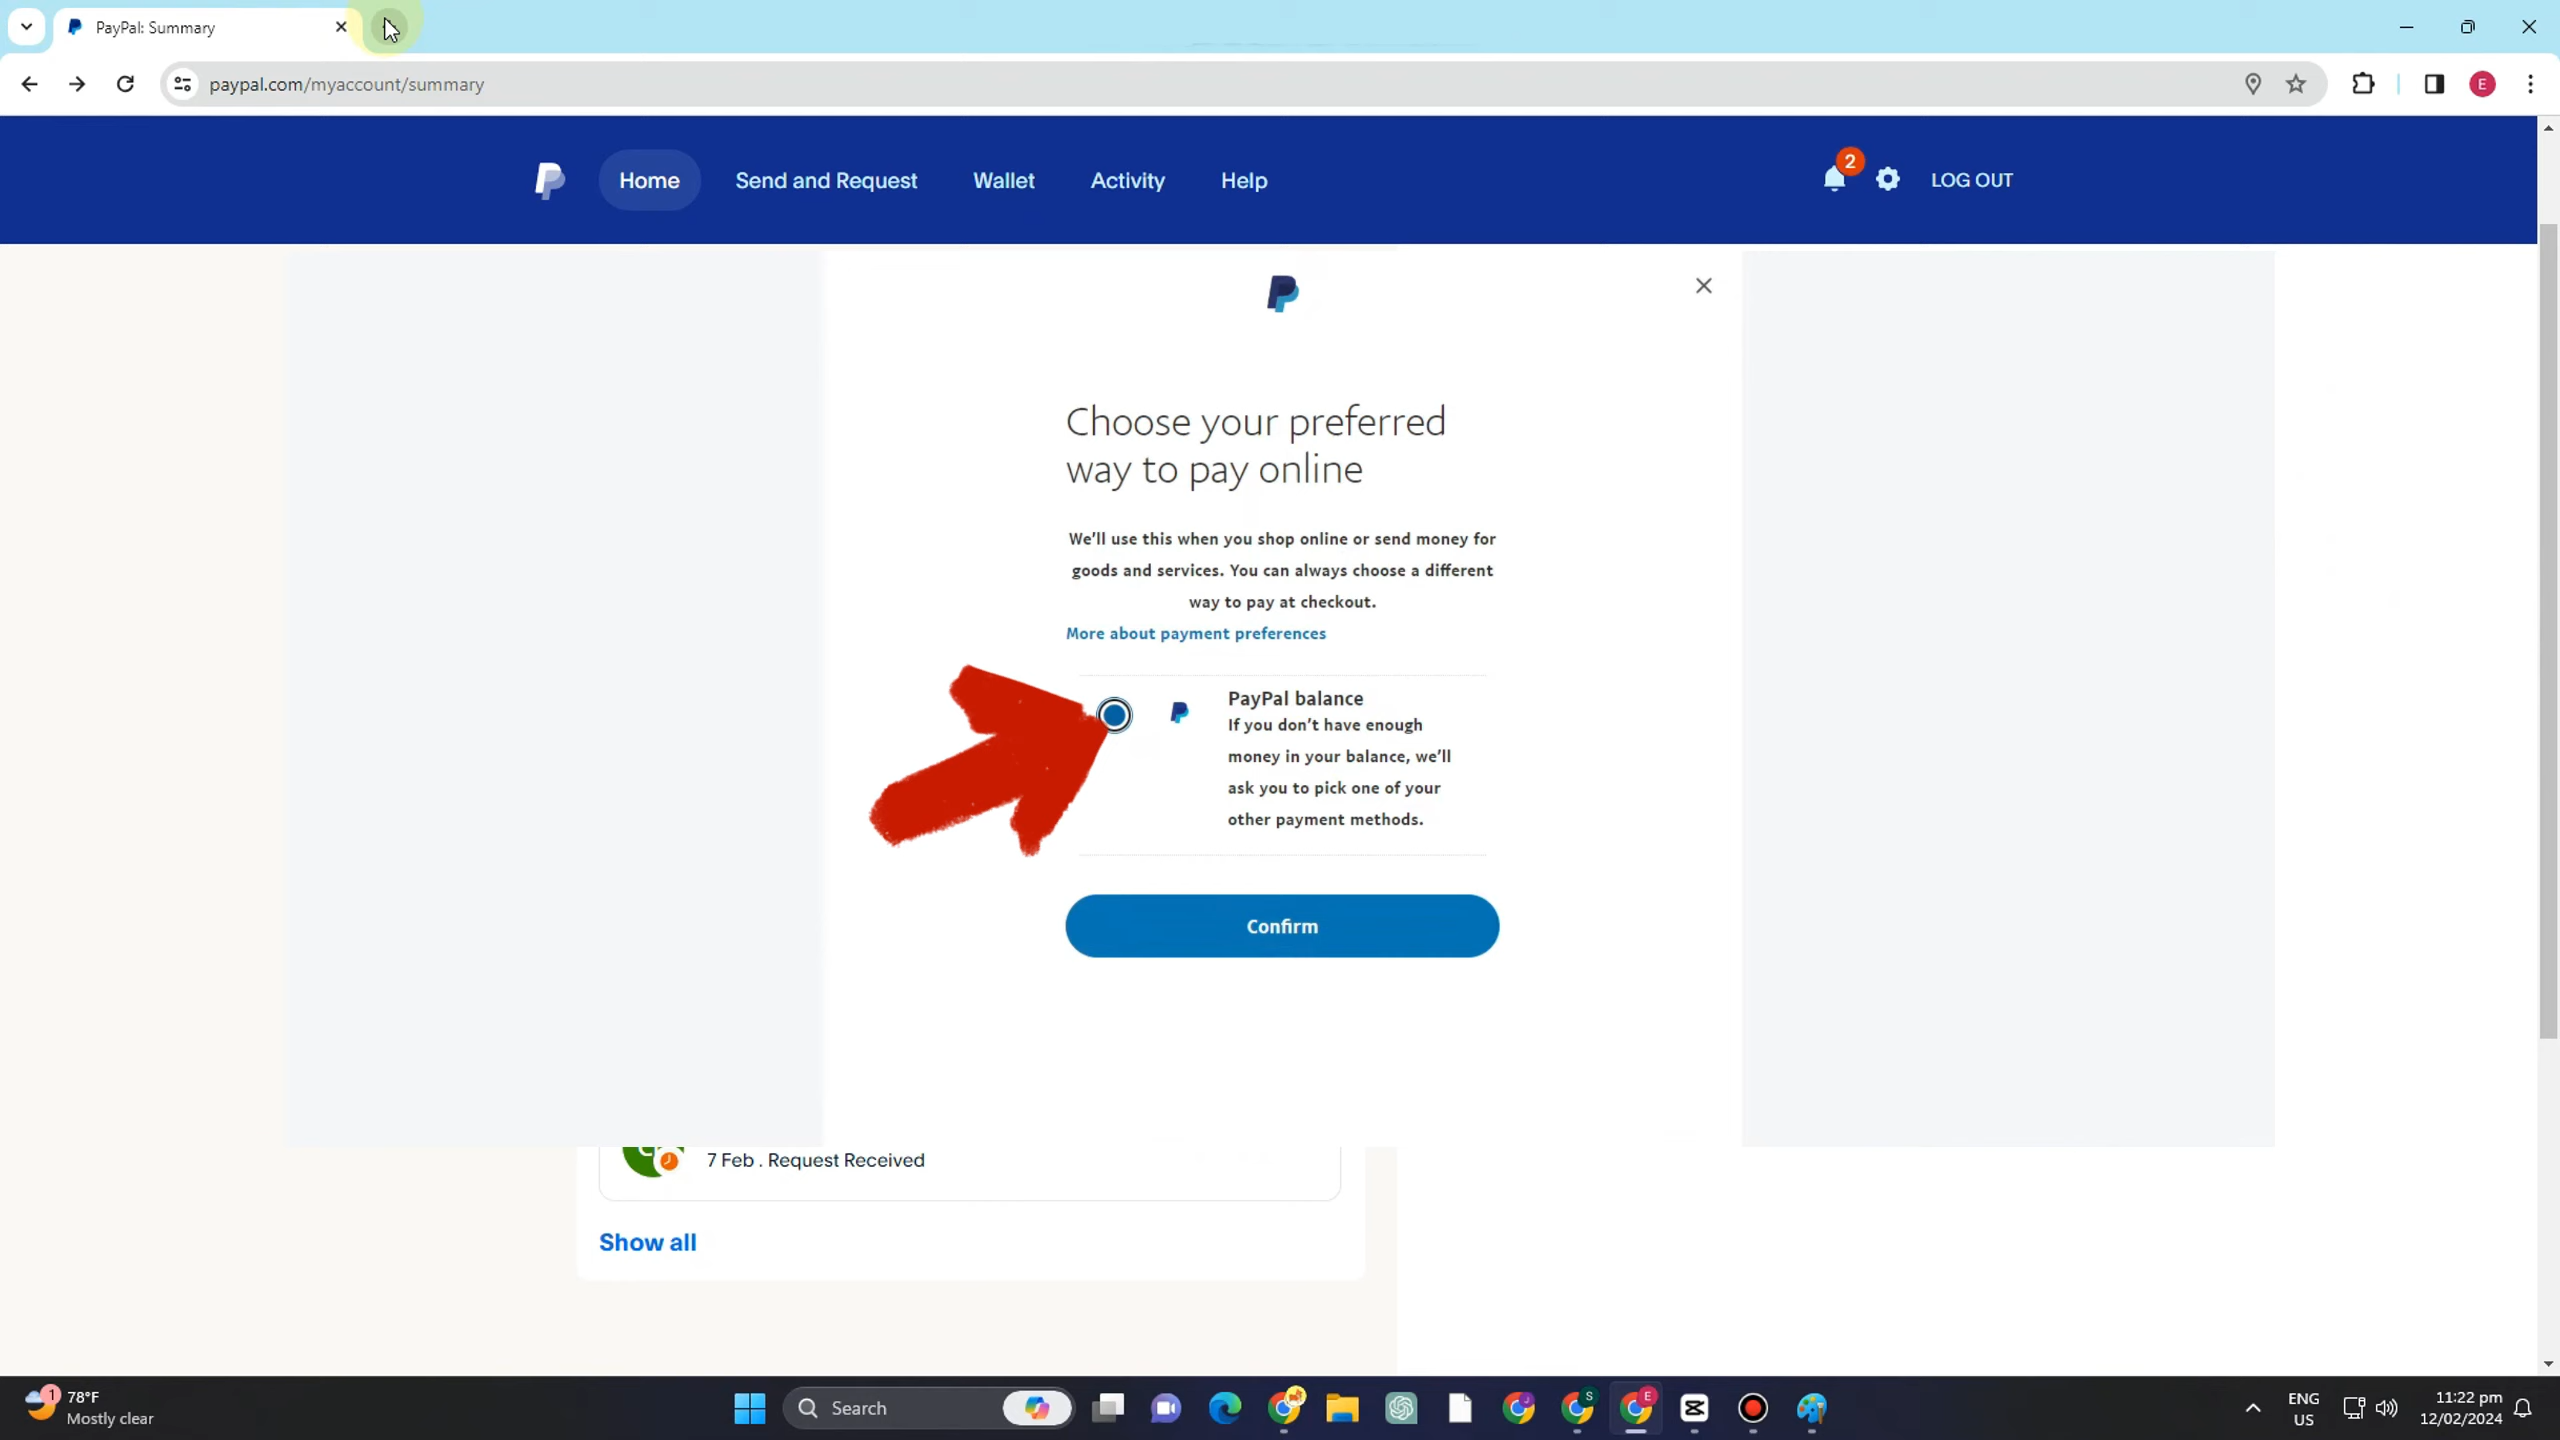 PayPal: Summary
paypal.com/myaccount/summary
E
Home
Send and Request
Wallet
Activity
Help
2
LOG OUT
Choose your preferred
way to pay online
We'll use this when you shop online or send money for
goods and services. You can always choose a different
way to pay at checkout.
More about payment preferences
PayPal balance
If you don't have enough
money in your balance, we'll
ask you to pick one of your
other payment methods.
Confirm
7 Feb . Request Received
Show all
1
78°F
Mostly clear
Search
J
S
E
ENG
US
11:22 pm
12/02/2024